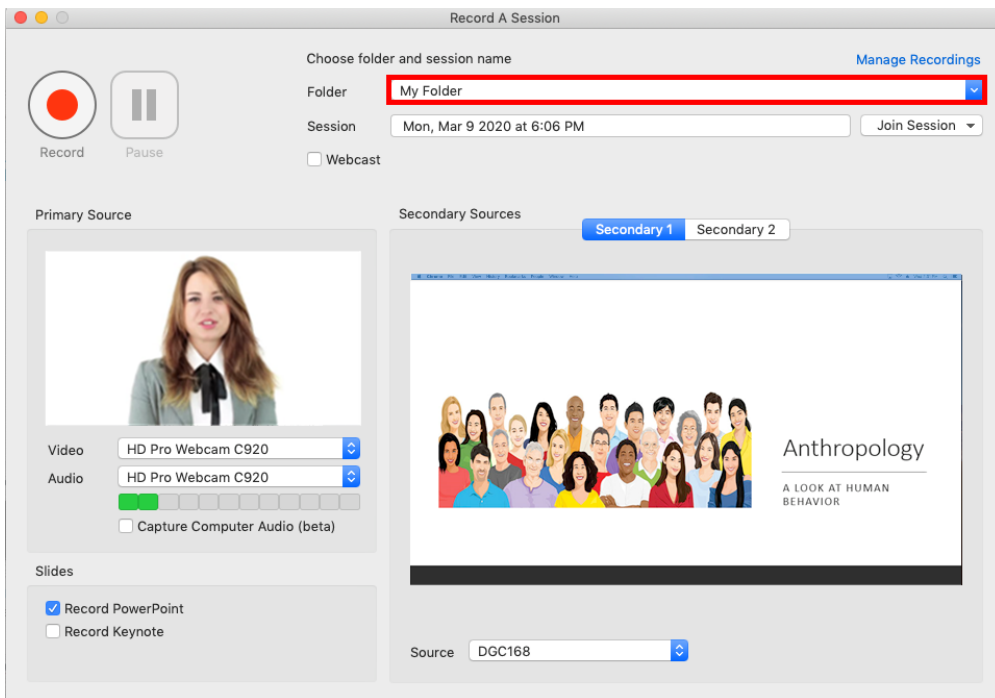 Record A Session
Choose folder and session name
Manage Recordings
Folder
My Folder
Session
Mon, Mar 9 2020 at 6:06 PM
Join Session
Record
Pause
Webcast
Primary Source
Secondary Sources
Secondary 1
Secondary 2
Anthropology
A LOOK AT HUMAN
BEHAVIOR
Video
HD Pro Webcam C920
Audio
HD Pro Webcam C920
Capture Computer Audio (beta)
Slides
Record PowerPoint
Record Keynote
Source
DGC168